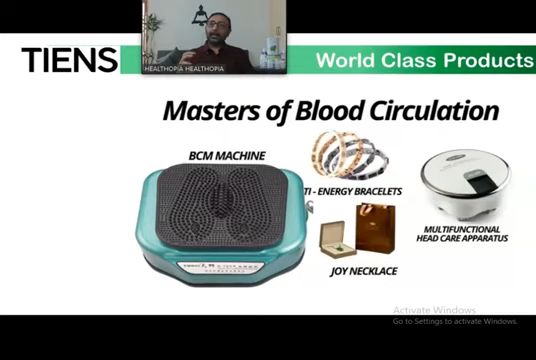 TIENS
HEALTHOPIA HEALTHOPIA
World Class Products
Masters of Blood Circulation
BCM MACHINE
TI - ENERGY BRACELETS
MULTIFUNCTIONAL
HEAD CARE APPARATUS
JOY NECKLACE
Activate Windows
Go to Settings to activate Windows.